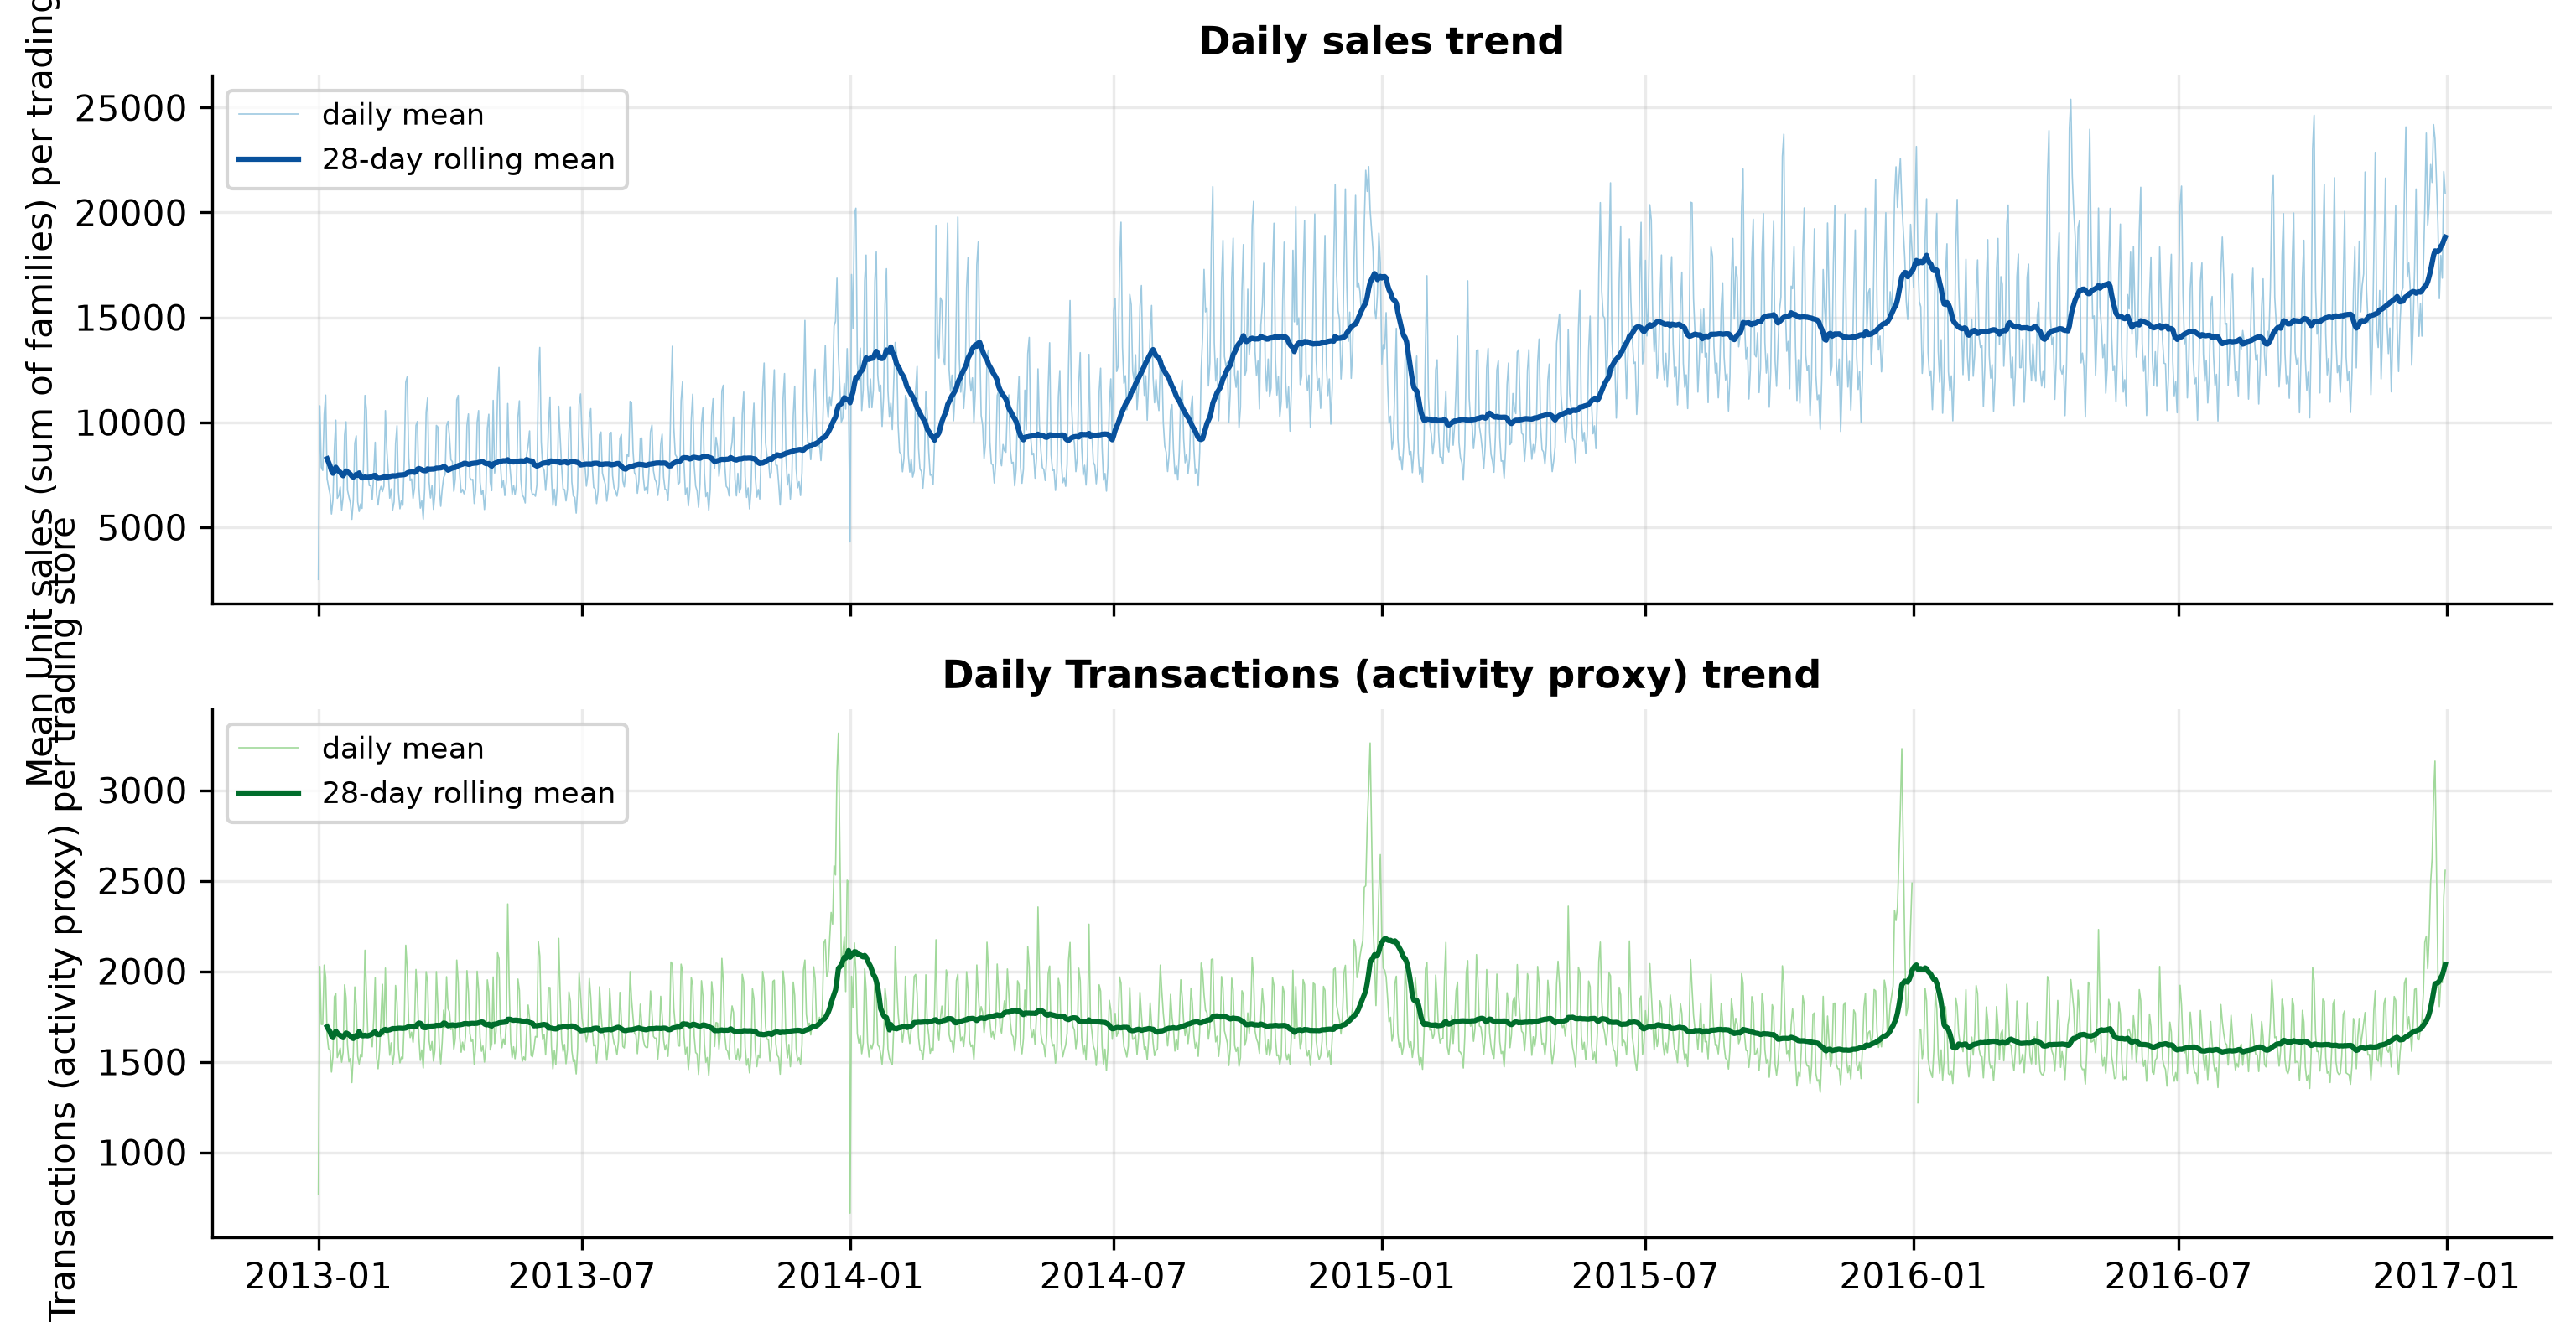 Daily sales trend
Mean Unit sales (sum of families) per trading
25000
20000
15000
10000
5000
daily mean
28-day rolling mean
Daily Transactions (activity proxy) trend
Transactions (activity proxy) per trading store
3000
2500
2000
1500
1000
daily mean
28-day rolling mean
2013-01
2013-07
2014-01
2014-07
2015-01
2015-07
2016-01
2016-07
2017-01